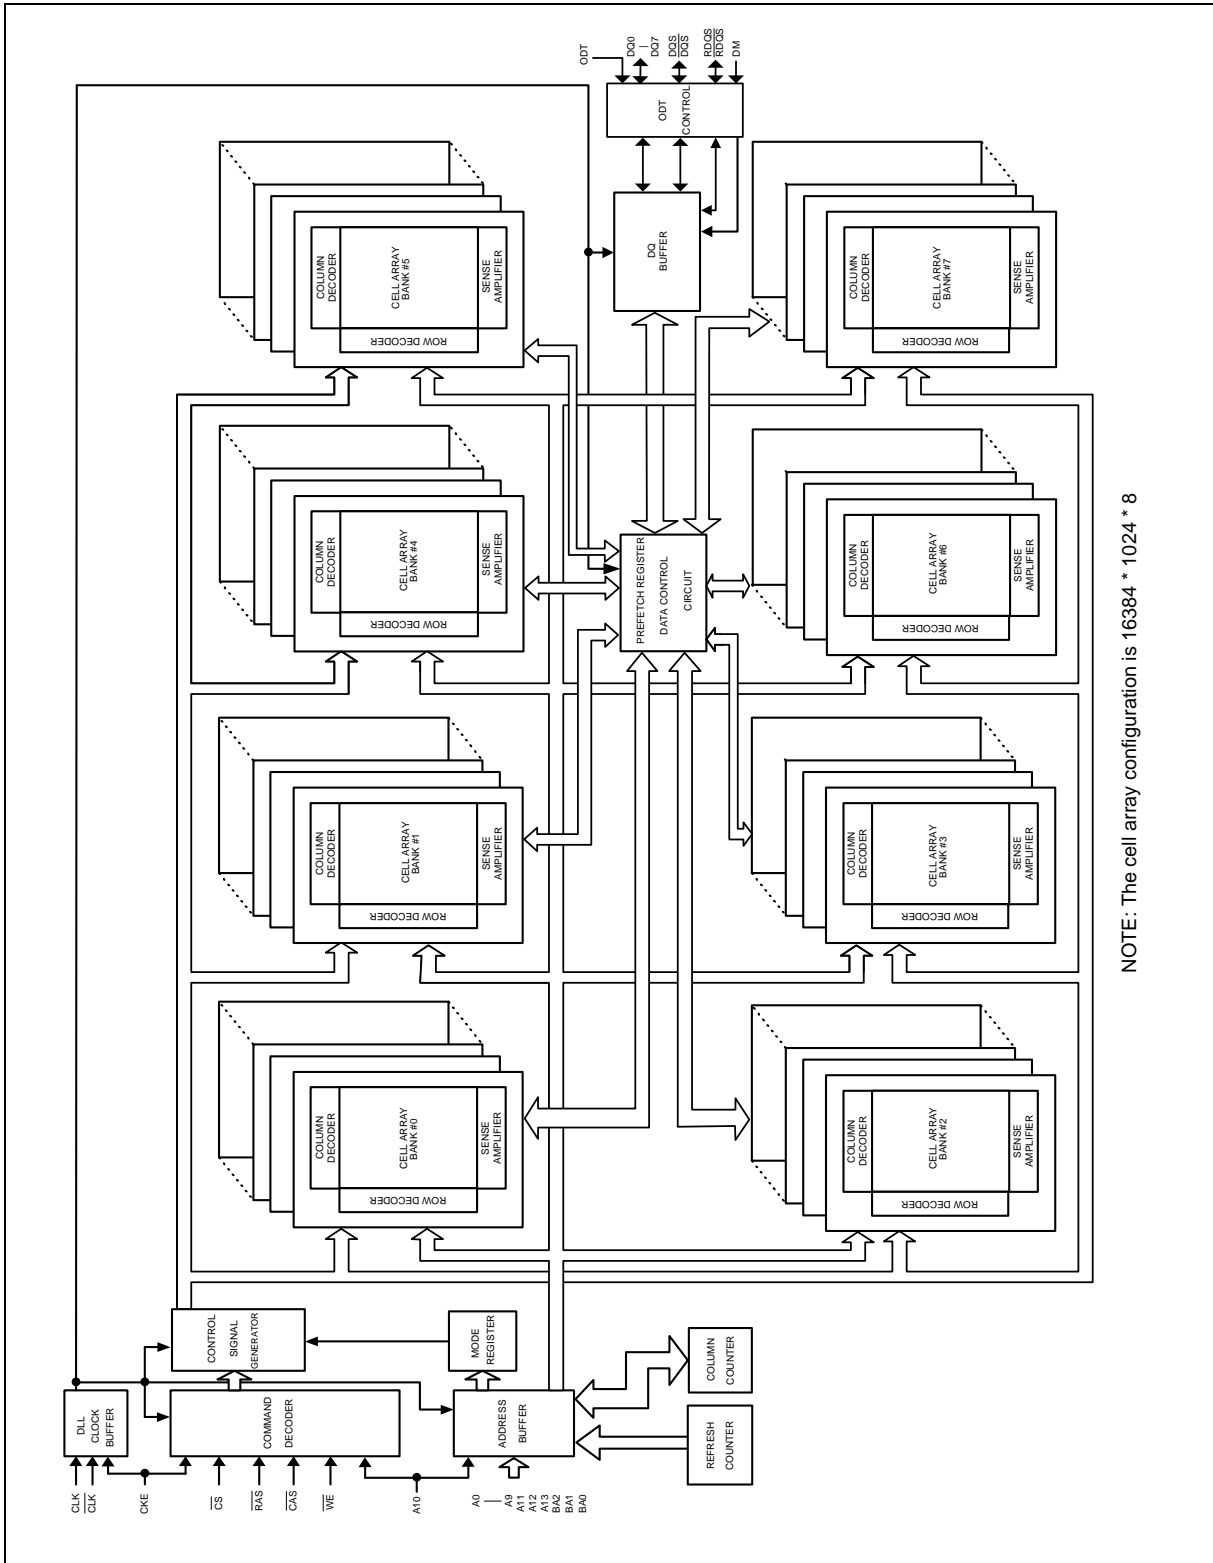 CLK
CLK
CKE
CS
RAS
CAS
WE
A10
A0
A9
A11
A12
A13
BA2
BA1
BA0
DLL
CLOCK
BUFFER
COMMAND
DECODER
ADDRESS
BUFFER
REFRESH
COUNTER
COLUMN
COUNTER
CONTROL
SIGNAL
GENERATOR
MODE
REGISTER
COLUMN
DECODER
CELL ARRAY
BANK #0
SENSE
AMPLIFIER
ROW DECODER
COLUMN
DECODER
CELL ARRAY
BANK #1
SENSE
AMPLIFIER
ROW DECODER
COLUMN
DECODER
CELL ARRAY
BANK #4
SENSE
AMPLIFIER
ROW DECODER
COLUMN
DECODER
CELL ARRAY
BANK #5
SENSE
AMPLIFIER
ROW DECODER
COLUMN
DECODER
CELL ARRAY
BANK #2
SENSE
AMPLIFIER
ROW DECODER
COLUMN
DECODER
CELL ARRAY
BANK #3
SENSE
AMPLIFIER
ROW DECODER
COLUMN
DECODER
CELL ARRAY
BANK #6
SENSE
AMPLIFIER
ROW DECODER
COLUMN
DECODER
CELL ARRAY
BANK #7
SENSE
AMPLIFIER
ROW DECODER
PREFETCH REGISTER
DATA CONTROL
CIRCUIT
DQ
BUFFER
ODT
CONTROL
ODT
DQ0
DQ7
DQS
DQS
RDQS
RDQS
DM
NOTE: The cell array configuration is 16384 * 1024 * 8